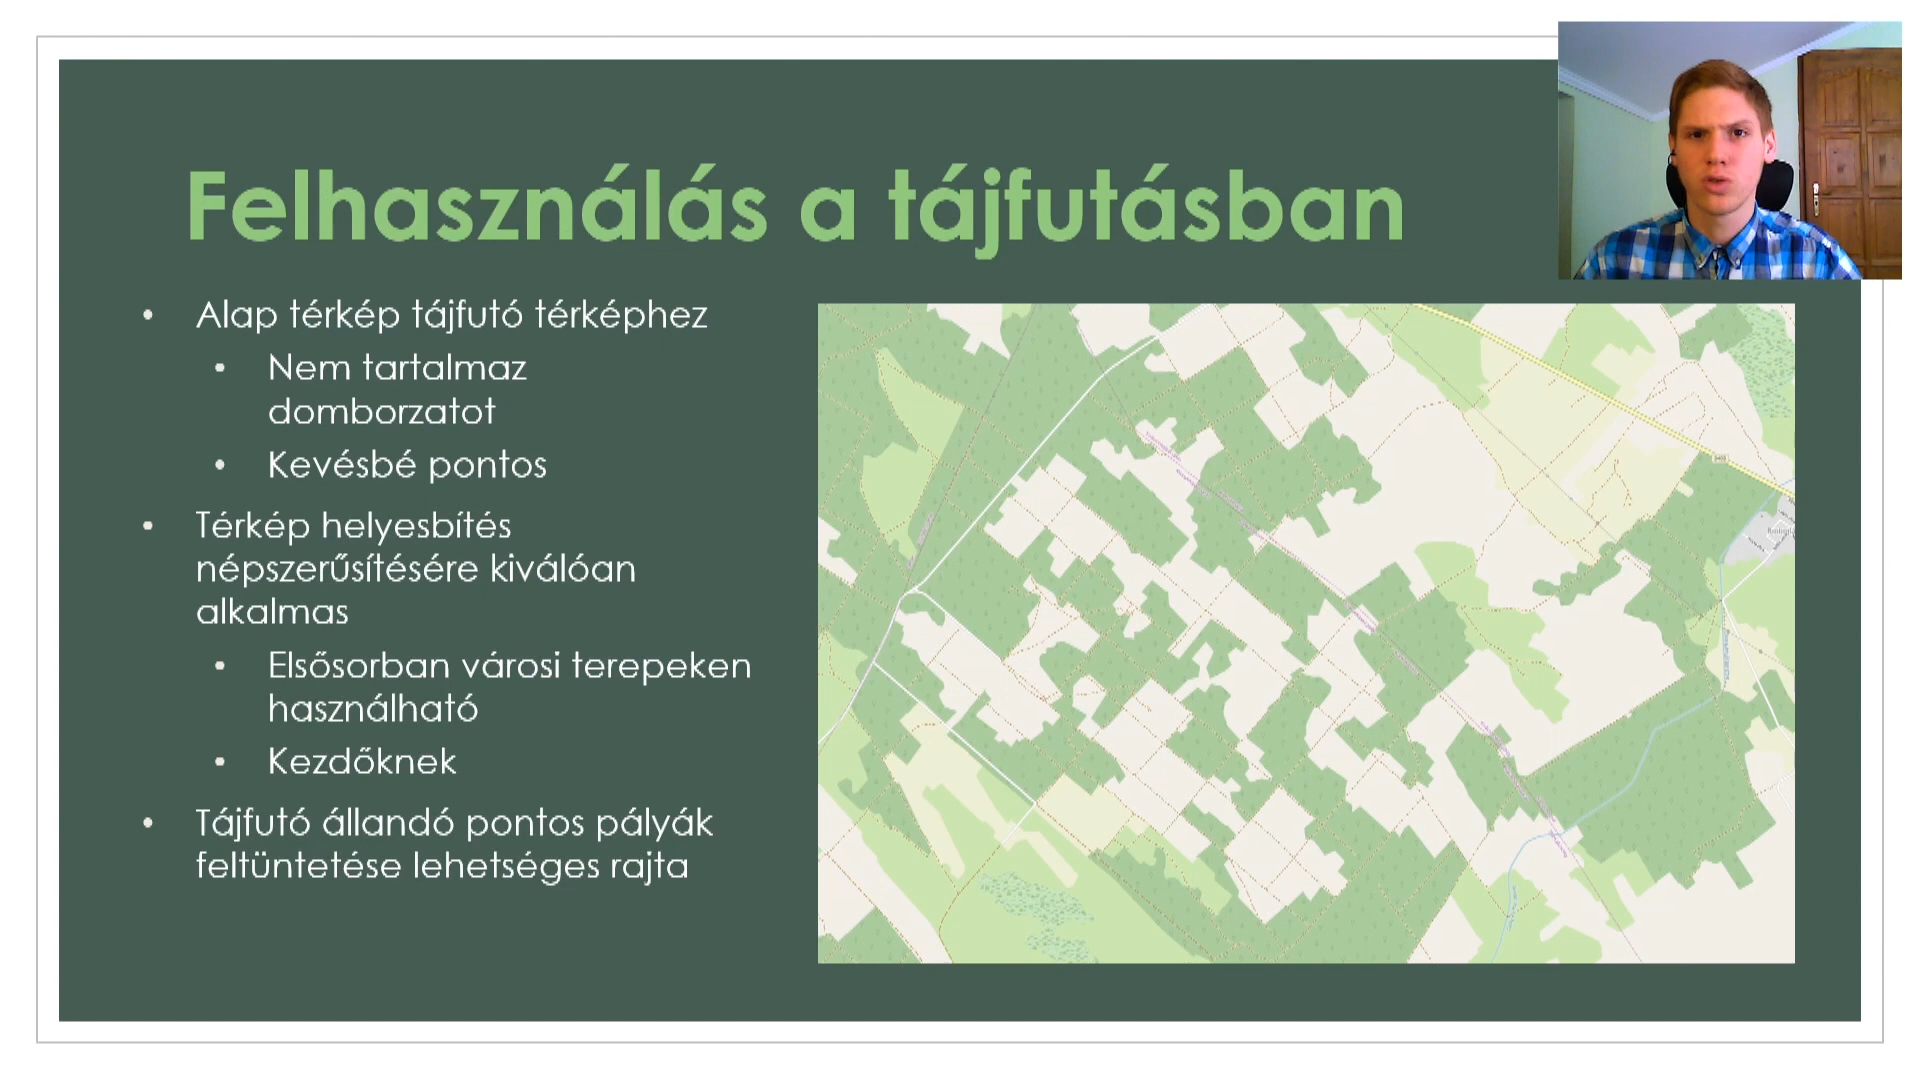 Felhasználás a tájfutásban
• Alap térkép tájfutó térképhez
• Nem tartalmaz
domborzatot
• Kevésbé pontos
• Térkép helyesbítés
népszerűsítésére kiválóan
alkalmas
• Elsősorban városi terepeken
használható
• Kezdőknek
• Tájfutó állandó pontos pályák
feltüntetése lehetséges rajta